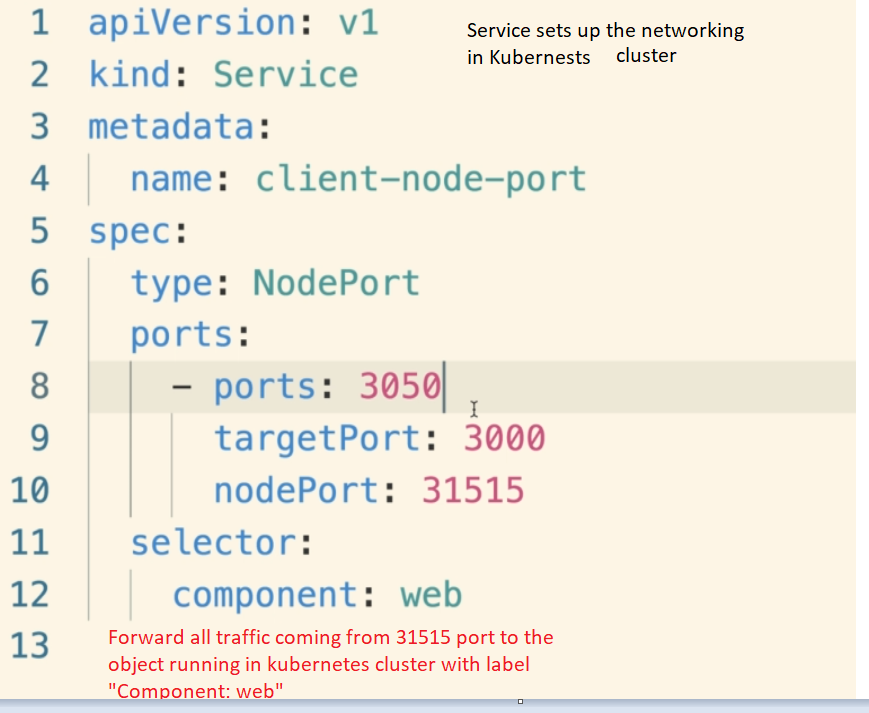 1 apiVersion: v1
Service sets up the networking
in Kubernests cluster
2 kind: Service
3 metadata:
4 name: client-node-port
5 spec:
6 type: NodePort
7 ports:
8 - ports: 3050
9 targetPort: 3000
10 nodePort: 31515
11 selector:
12 component: web
13
Forward all traffic coming from 31515 port to the
object running in kubernetes cluster with label
"Component: web"